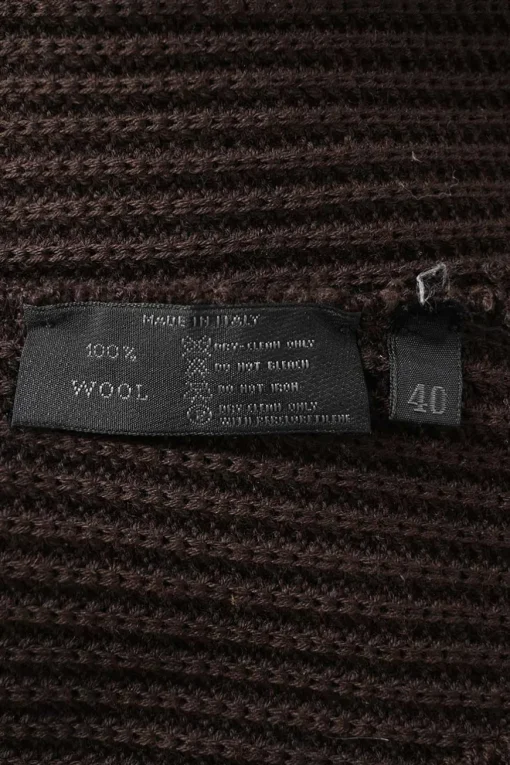 MADE IN ITALY
100%
WOOL
DRY-CLEAN ONLY
DO NOT BLEACH
DO NOT IRON
DRY CLEAN ONLY
WITH PERCLORETILENE
40